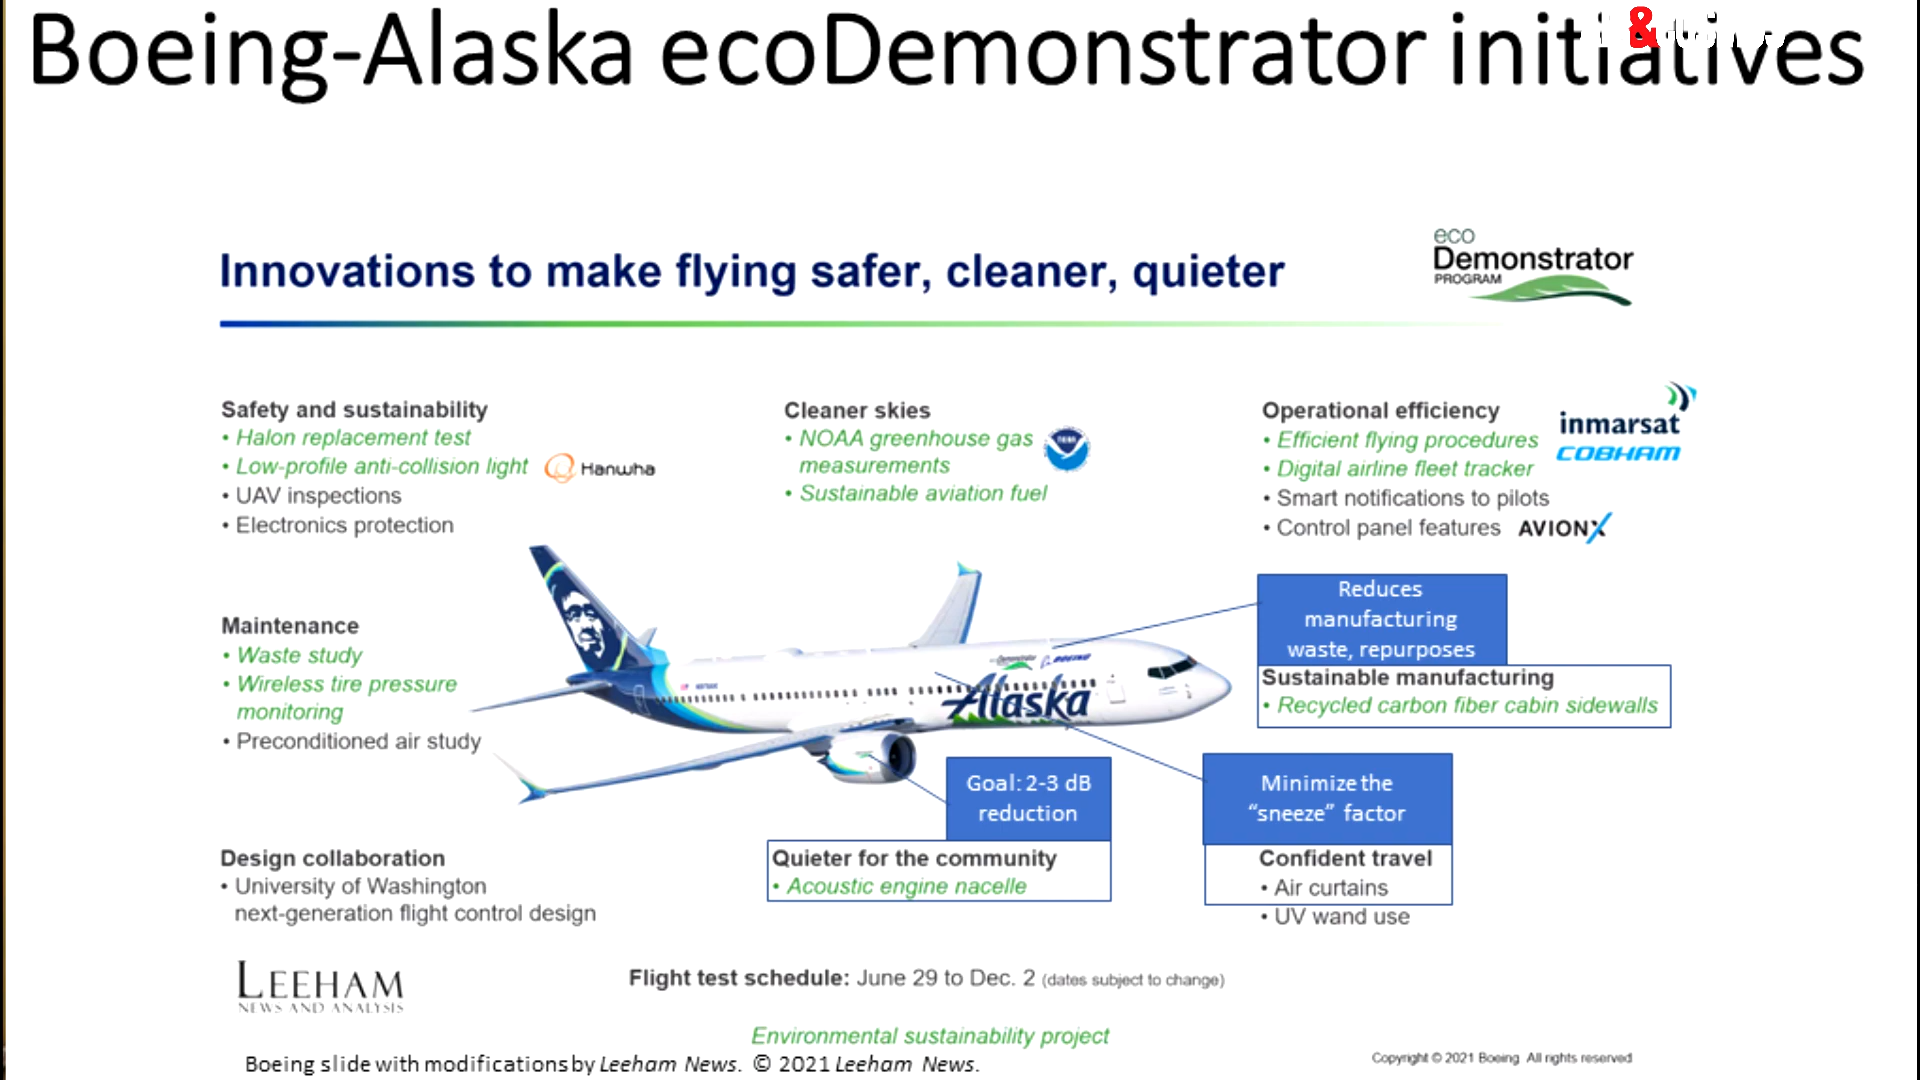 Boeing-Alaska ecoDemonstrator initiatives
&
Innovations to make flying safer, cleaner, quieter
eco
Demonstrator
PROGRAM
Safety and sustainability
• Halon replacement test
• Low-profile anti-collision light
Hanwha
• UAV inspections
• Electronics protection
Cleaner skies
• NOAA greenhouse gas
measurements
• Sustainable aviation fuel
Operational efficiency
• Efficient flying procedures
• Digital airline fleet tracker
• Smart notifications to pilots
• Control panel features
inmarsat
COBHAM
AVIONX
Maintenance
• Waste study
• Wireless tire pressure
monitoring
• Preconditioned air study
Demonstrator
BOEING
Alaska
Reduces
manufacturing
waste, repurposes
Sustainable manufacturing
• Recycled carbon fiber cabin sidewalls
Goal: 2-3 dB
reduction
Quieter for the community
• Acoustic engine nacelle
Minimize the
“sneeze” factor
Confident travel
• Air curtains
• UV wand use
Design collaboration
• University of Washington
next-generation flight control design
LEEHAM
NEWS AND ANALYSIS
Flight test schedule: June 29 to Dec. 2 (dates subject to change)
Environmental sustainability project
Boeing slide with modifications by Leeham News. © 2021 Leeham News.
Copyright © 2021 Boeing. All rights reserved